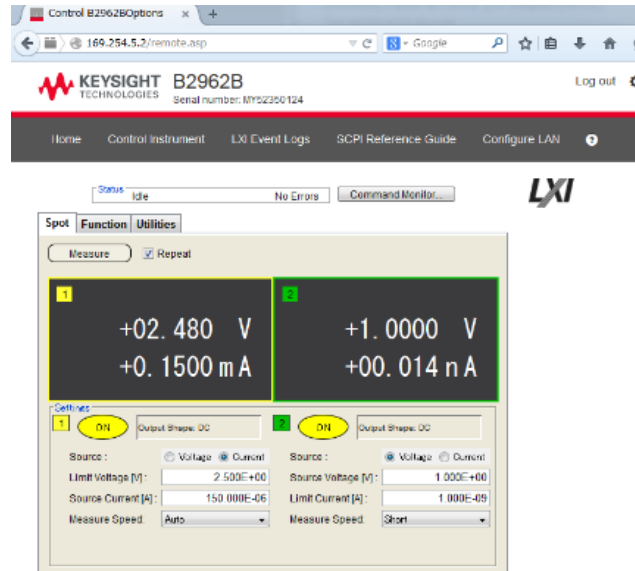 Control B2962BOptions × +
169.254.5.2/remote.asp Google
KEYSIGHT
TECHNOLOGIES
B2962B
Serial number: MY52350124
Log out
Home Control Instrument LXI Event Logs SCPI Reference Guide Configure LAN ?
LXI
Status
Idle No Errors Command Monitor...
Spot Function Utilities
Measure Repeat
1 2
+02.480 V +1.0000 V
+0.1500 mA +00.014 nA
Settings
1 ON Output Shape: DC 2 ON Output Shape: DC
Source : Voltage Current Source : Voltage Current
Limit Voltage [V] : 2.500E+00 Source Voltage [V] : 1.000E+00
Source Current [A] : 150.000E-06 Limit Current [A] : 1.000E-09
Measure Speed: Auto Measure Speed: Short